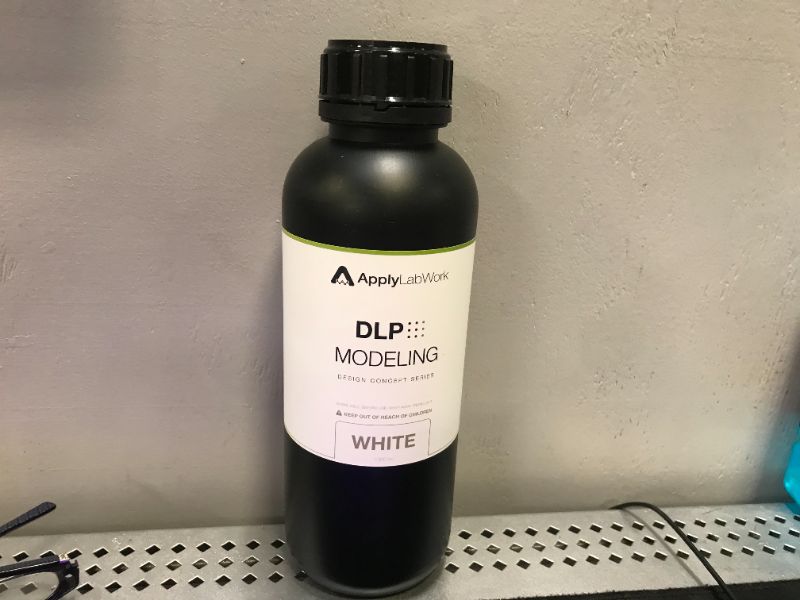 ApplyLabWork
DLP
MODELING
DESIGN CONCEPT SERIES
KEEP OUT OF REACH OF CHILDREN
WHITE